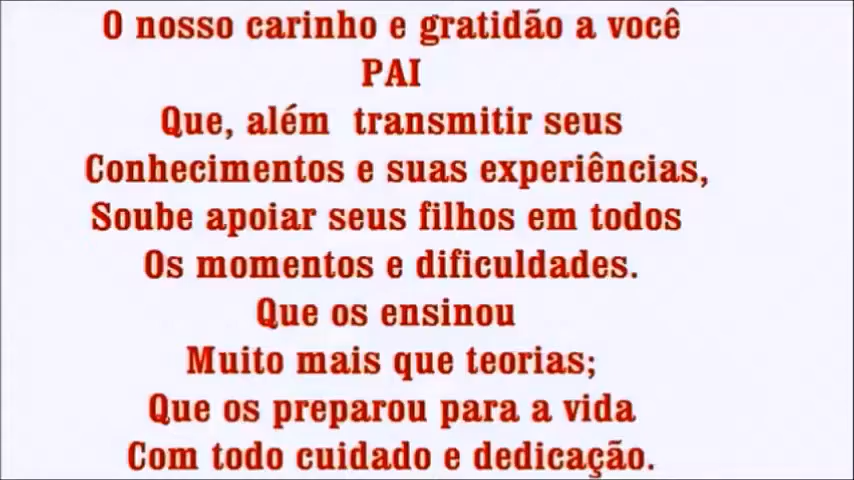 O nosso carinho e gratidão a você
PAI
Que, além  transmitir seus
Conhecimentos e suas experiências,
Soube apoiar seus filhos em todos
Os momentos e dificuldades.
Que os ensinou
Muito mais que teorias;
Que os preparou para a vida
Com todo cuidado e dedicação.